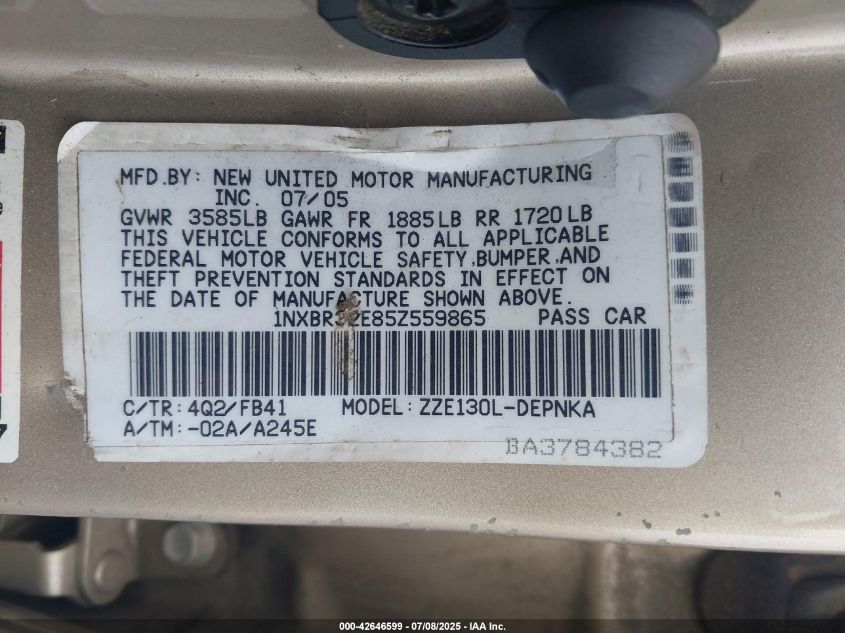 MFD.BY: NEW UNITED MOTOR MANUFACTURING
INC. 07/05
GVWR 3585LB GAWR FR 1885LB RR 1720LB
THIS VEHICLE CONFORMS TO ALL APPLICABLE
FEDERAL MOTOR VEHICLE SAFETY,BUMPER,AND
THEFT PREVENTION STANDARDS IN EFFECT ON
THE DATE OF MANUFACTURE SHOWN ABOVE.
1NXBR32E85Z559865 PASS CAR
C/TR: 4Q2/FB41 MODEL: ZZE130L-DEPNKA
A/TM: -02A/A245E
BA3784382
000-42646599 - 07/08/2025 - IAA Inc.